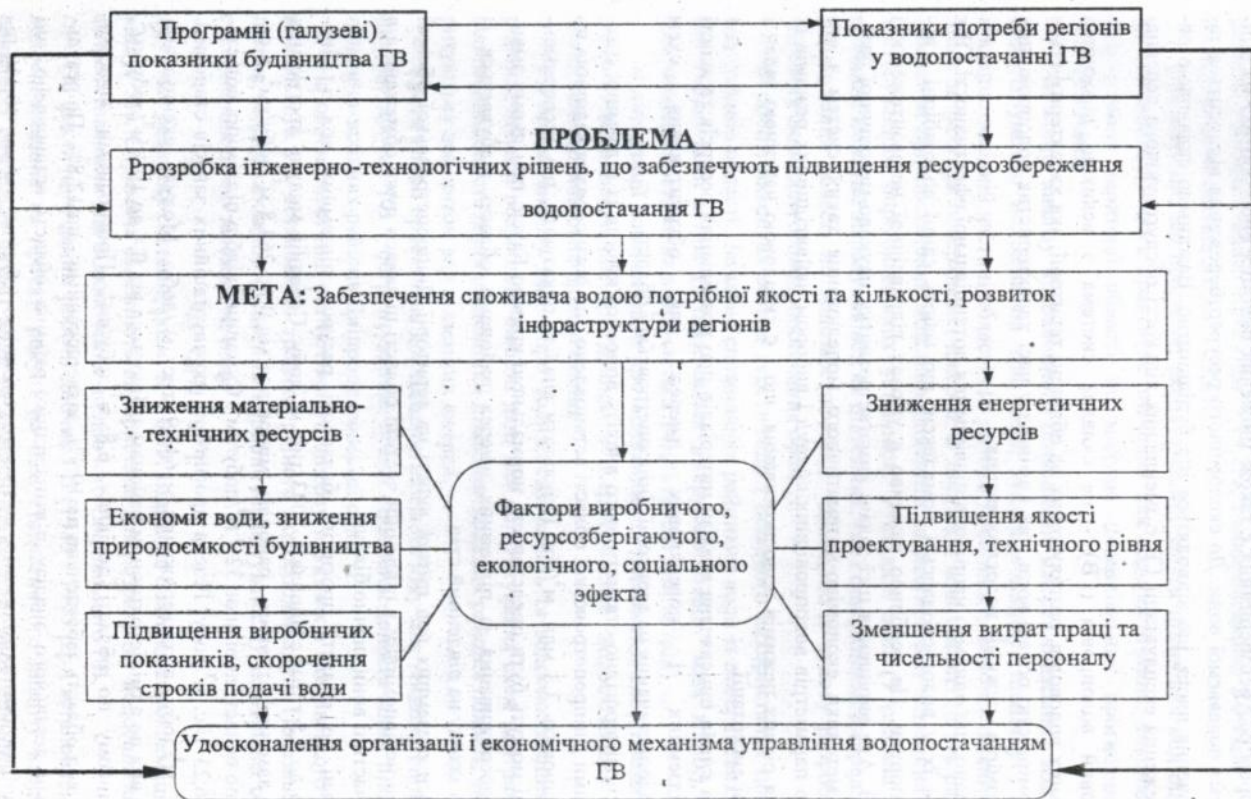 Програмні (галузеві)
показники будівництва ГВ
Показники потреби регіонів
у водопостачанні ГВ
ПРОБЛЕМА
Ррозробка інженерно-технологічних рішень, що забезпечують підвищення ресурсозбереження
водопостачання ГВ
МЕТА: Забезпечення споживача водою потрібної якості та кількості, розвиток
інфраструктури регіонів
Зниження матеріально-
технічних ресурсів
Економія води, зниження
природоємкості будівництва
Підвищення виробничих
показників, скорочення
строків подачі води
Фактори виробничого,
ресурсозберігаючого,
екологічного, соціального
эфекта
Зниження енергетичних
ресурсів
Підвищення якості
проектування, технічного рівня
Зменшення витрат праці та
чисельності персоналу
Удосконалення організації і економічного механізма управління водопостачанням
ГВ